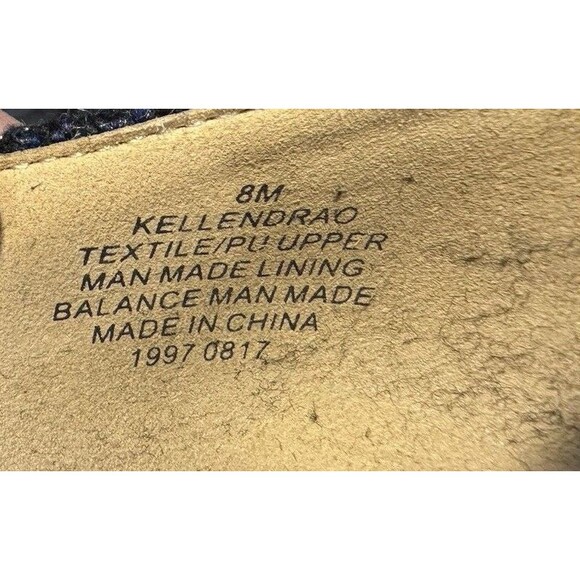 8M
KELLENDRAO
TEXTILE/PU UPPER
MAN MADE LINING
BALANCE MAN MADE
MADE IN CHINA
1997 0817